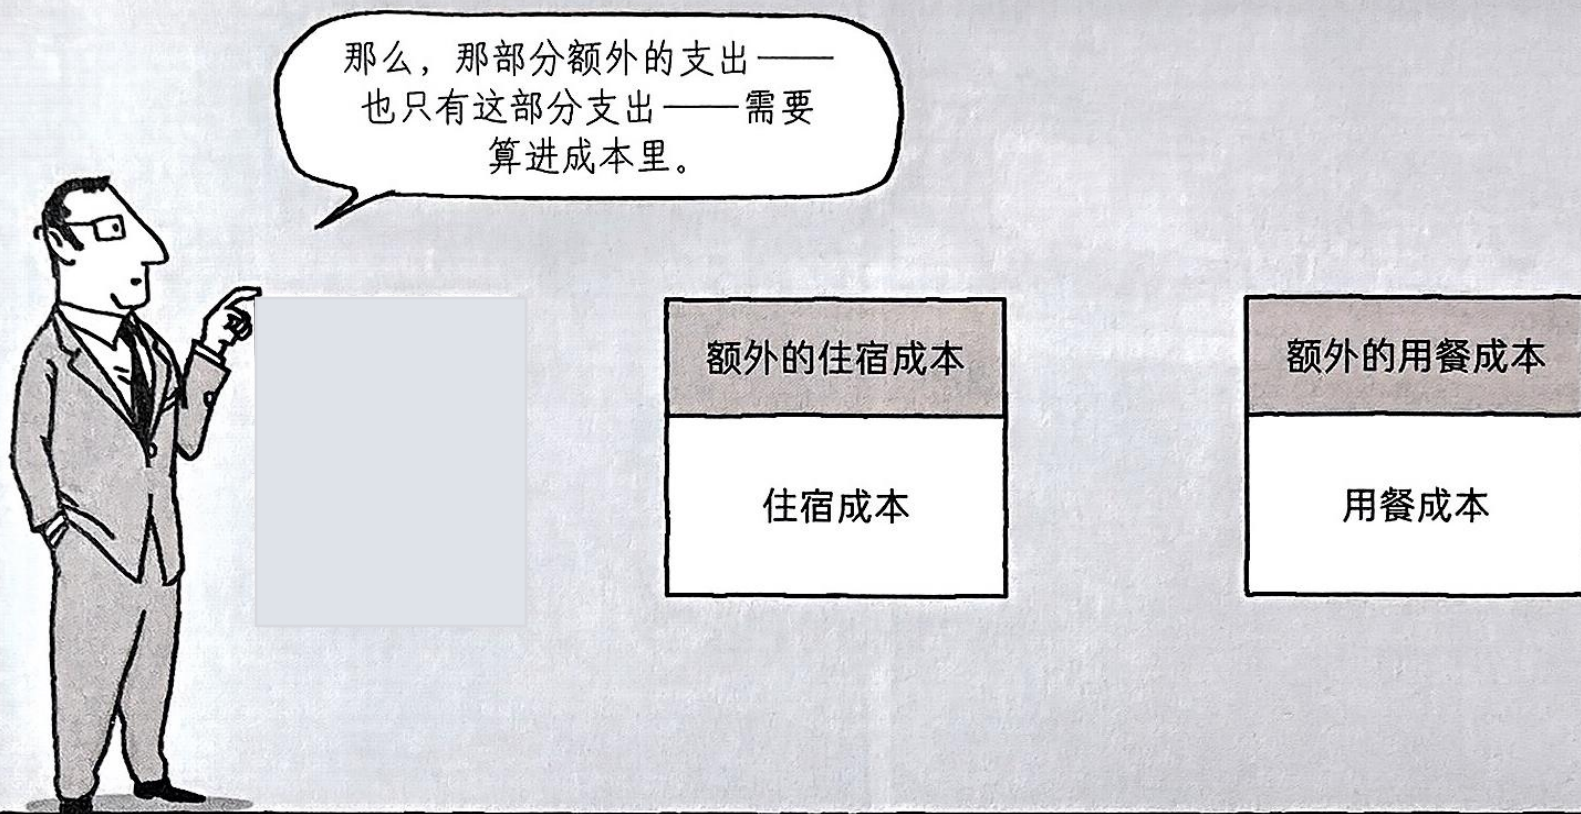 那么，那部分额外的支出——
也只有这部分支出——需要
算进成本里。
额外的住宿成本
额外的用餐成本
住宿成本
用餐成本